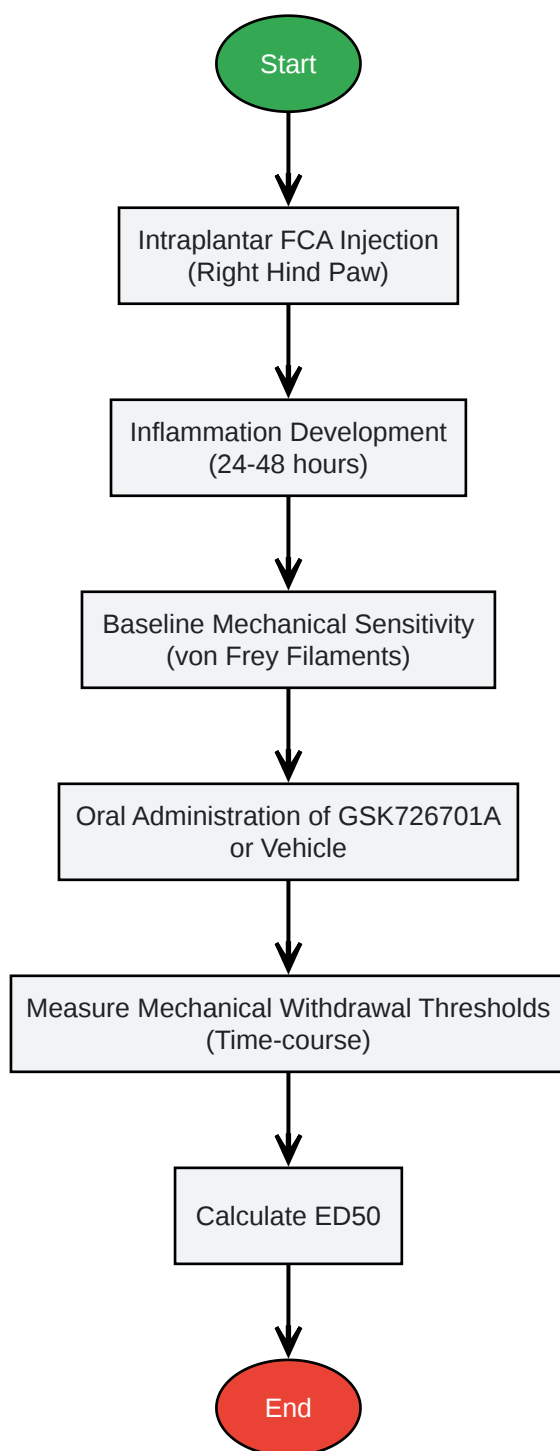 Start
Intraplantar FCA Injection
(Right Hind Paw)
Inflammation Development
(24-48 hours)
Baseline Mechanical Sensitivity
(von Frey Filaments)
Oral Administration of GSK726701A
or Vehicle
Measure Mechanical Withdrawal Thresholds
(Time-course)
Calculate ED50
End